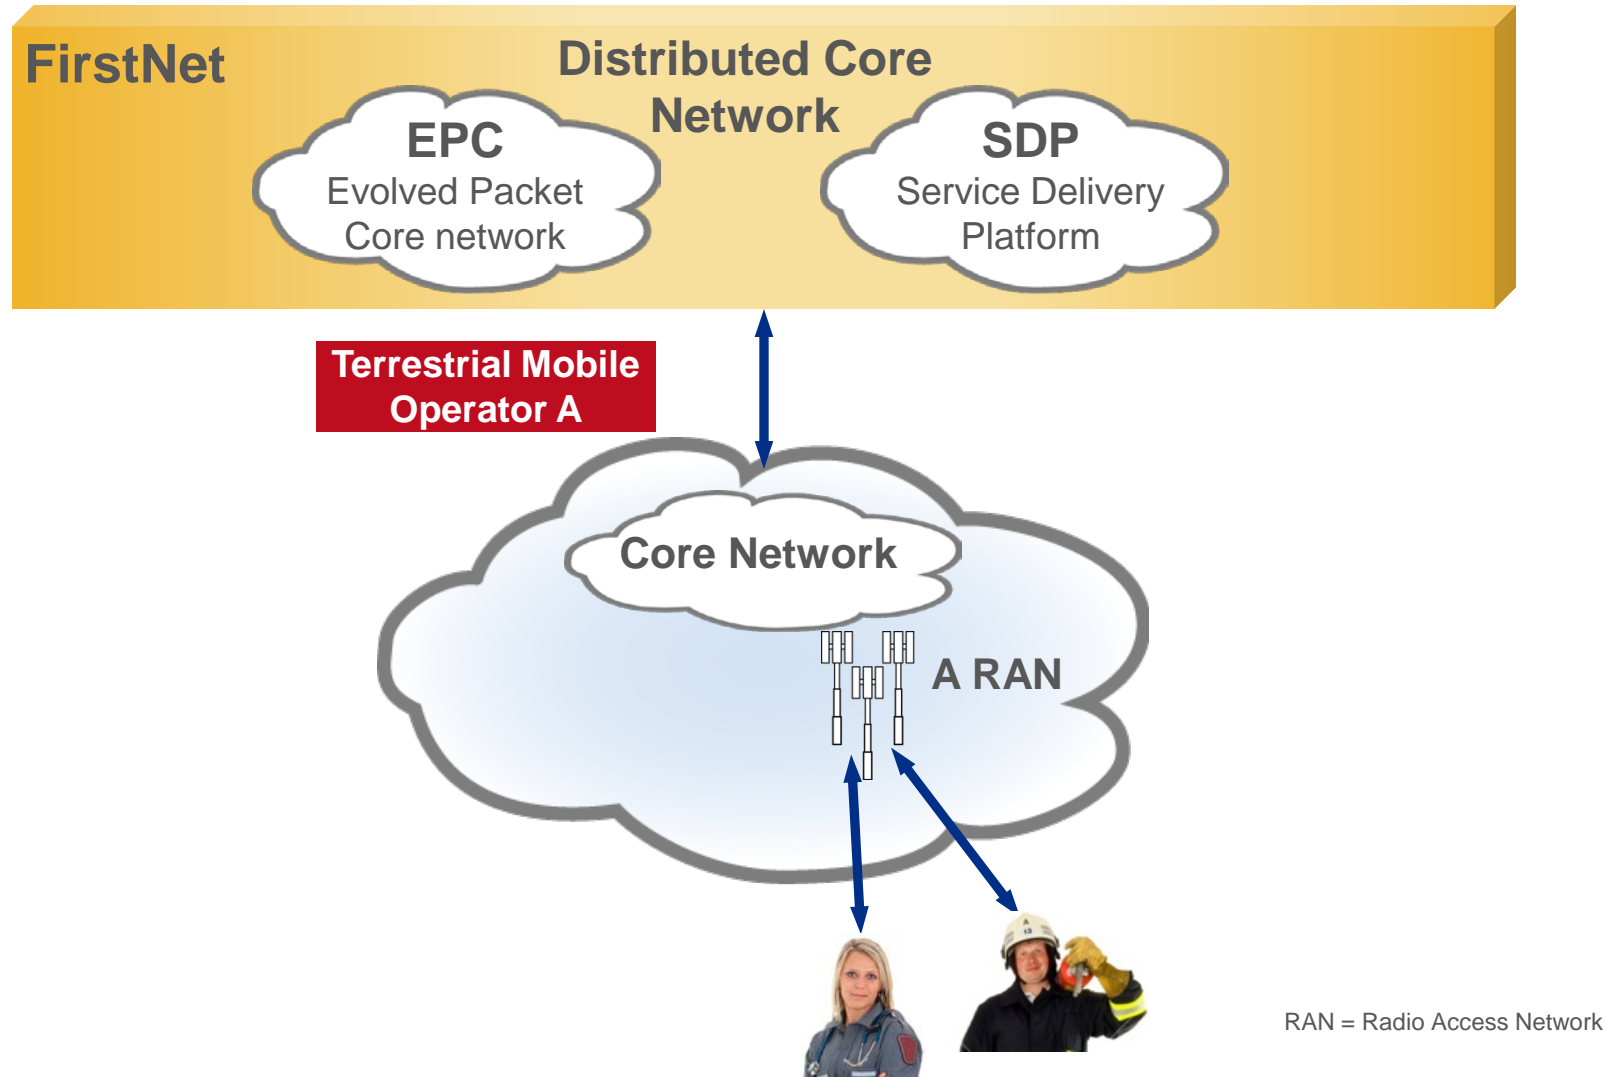 FirstNet
Distributed Core
Network
EPC
Evolved Packet
Core network
SDP
Service Delivery
Platform
Terrestrial Mobile
Operator A
Core Network
A RAN
A
13
RAN = Radio Access Network